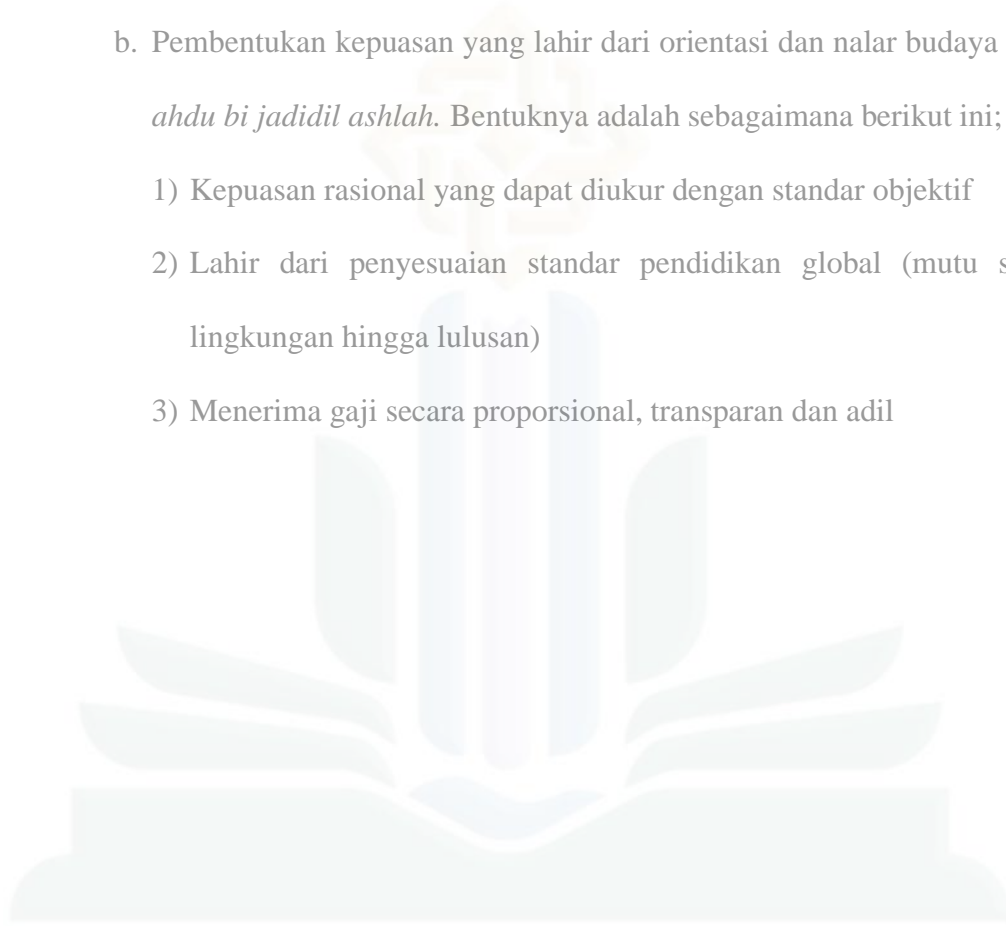 b. Pembentukan kepuasan yang lahir dari orientasi dan nalar budaya
ahdu bi jadidil ashlah. Bentuknya adalah sebagaimana berikut ini;
1) Kepuasan rasional yang dapat diukur dengan standar objektif
2) Lahir dari penyesuaian standar pendidikan global (mutu
lingkungan hingga lulusan)
3) Menerima gaji secara proporsional, transparan dan adil